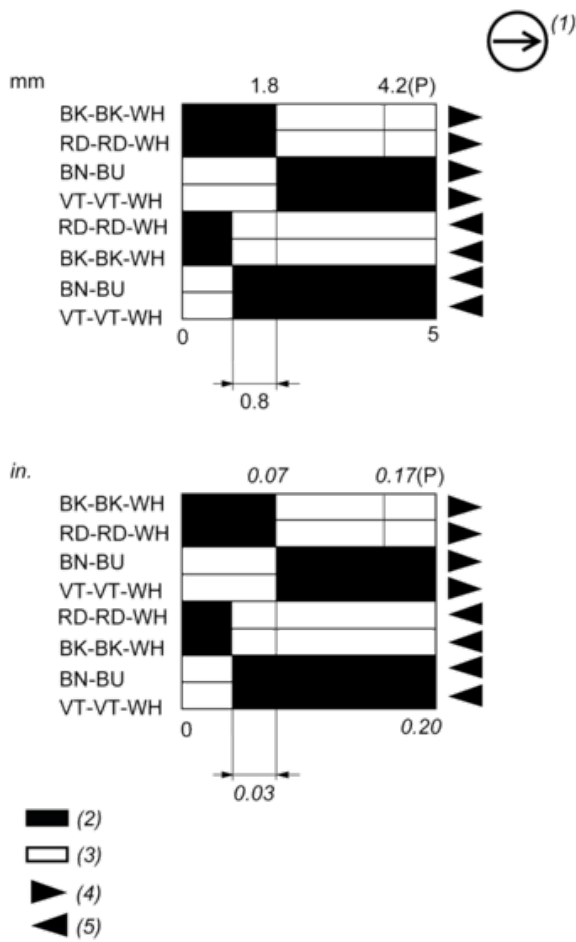 (1)
mm
1.8 4.2(P)
BK-BK-WH
RD-RD-WH
BN-BU
VT-VT-WH
RD-RD-WH
BK-BK-WH
BN-BU
VT-VT-WH
0 5
0.8
in.
0.07 0.17(P)
BK-BK-WH
RD-RD-WH
BN-BU
VT-VT-WH
RD-RD-WH
BK-BK-WH
BN-BU
VT-VT-WH
0 0.20
0.03
(2)
(3)
(4)
(5)